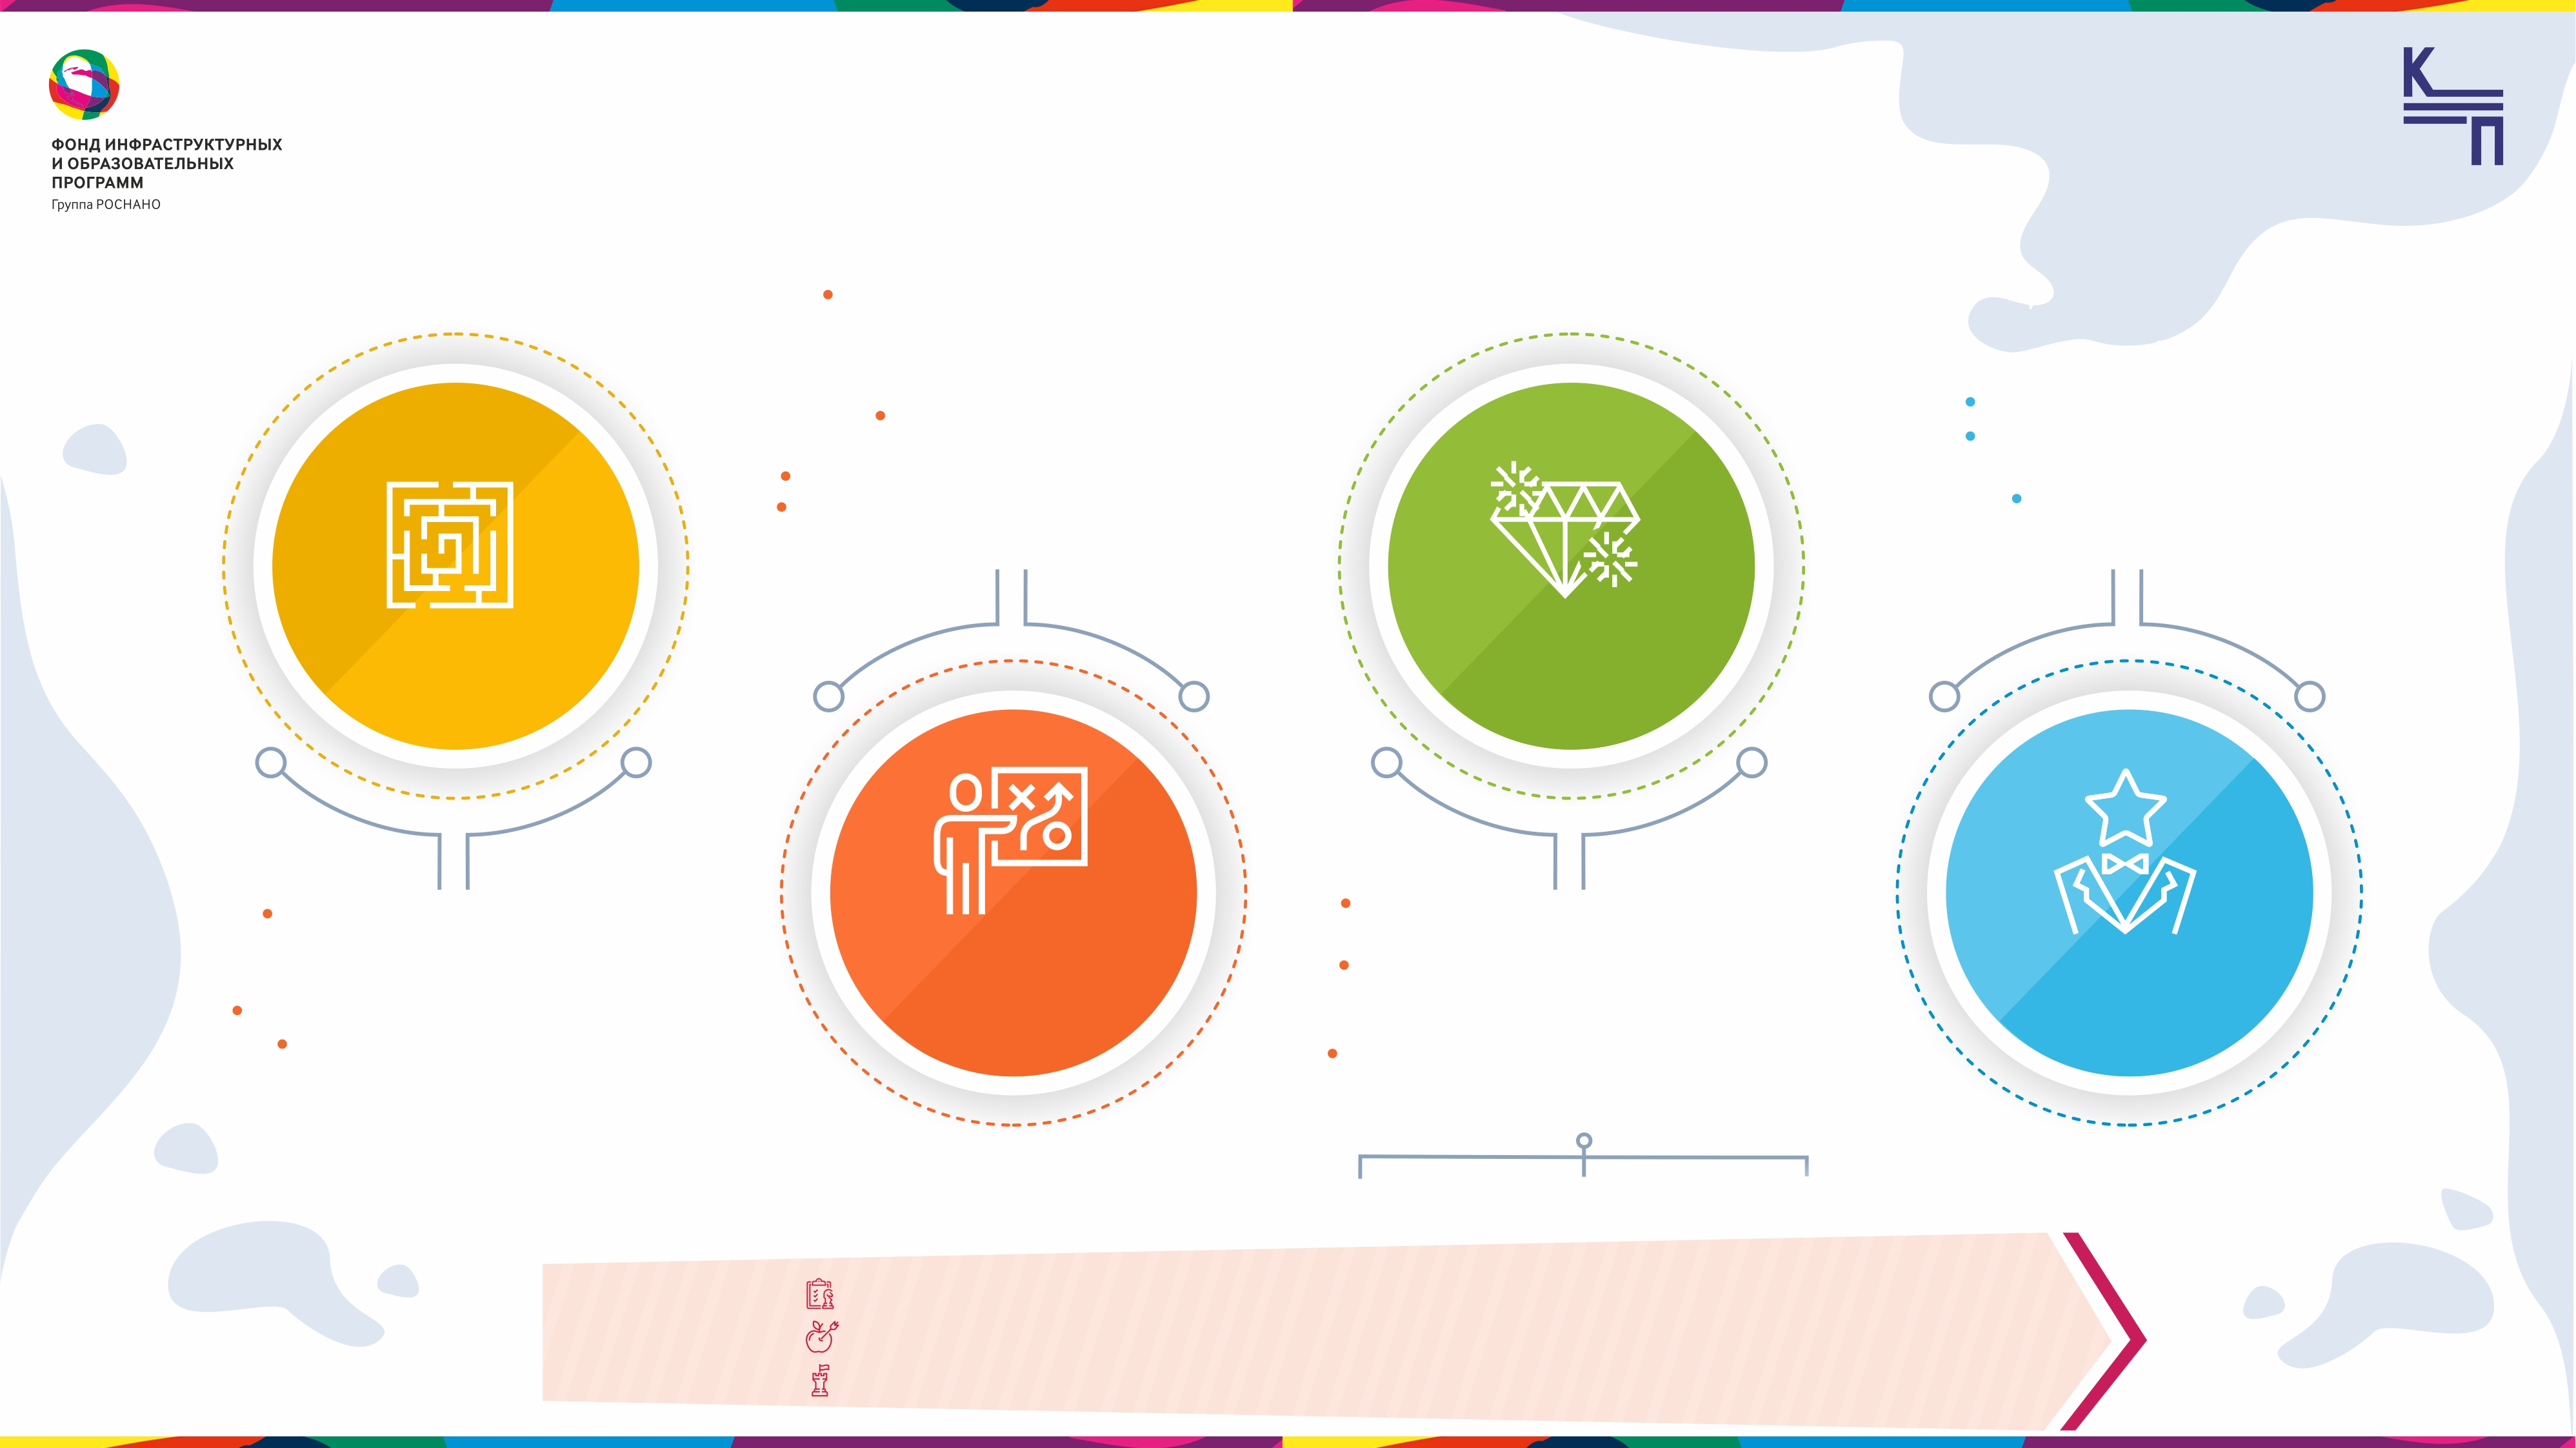 ФОНД ИНФРАСТРУКТУРНЫХ
И ОБРАЗОВАТЕЛЬНЫХ
ПРОГРАММ
Группа РОСНАНО
К
П